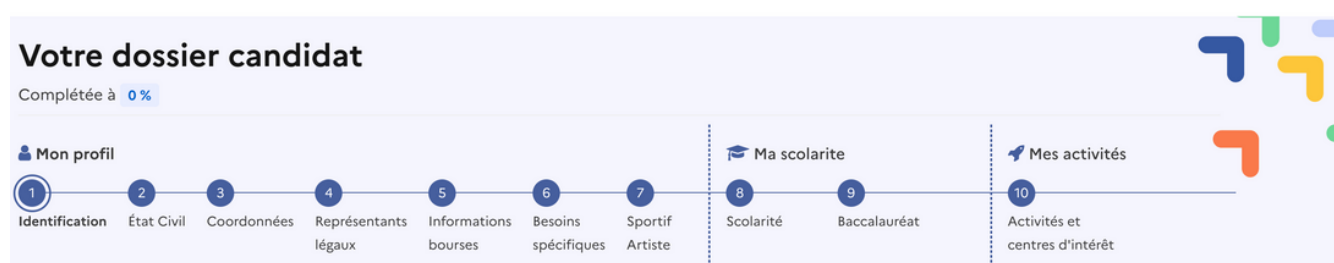 Votre dossier candidat
Complétée à 0 %
Mon profil
Ma scolarite
Mes activités
1
2
3
4
5
6
7
8
9
10
Identification
État Civil
Coordonnées
Représentants
légaux
Informations
bourses
Besoins
spécifiques
Sportif
Artiste
Scolarité
Baccalauréat
Activités et
centres d'intérêt